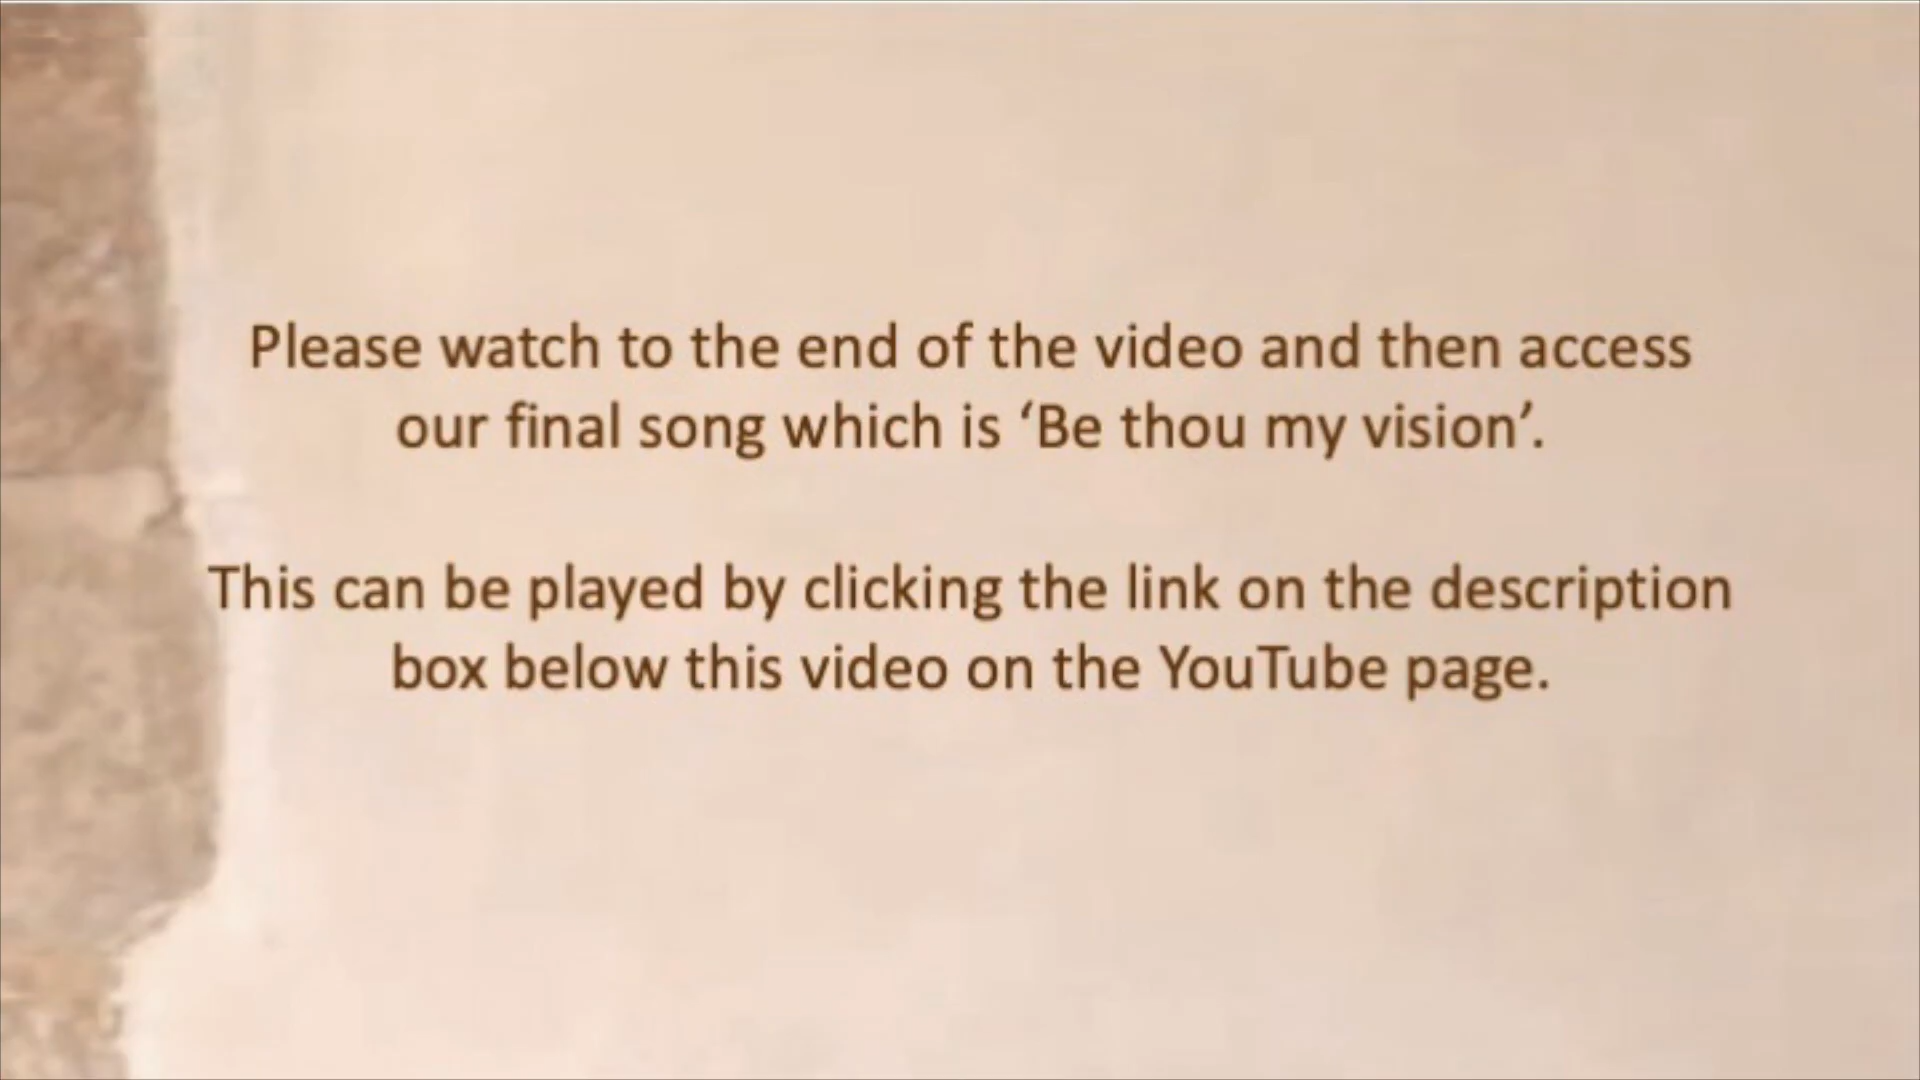 Please watch to the end of the video and then access
our final song which is ‘Be thou my vision’.
This can be played by clicking the link on the description
box below this video on the YouTube page.